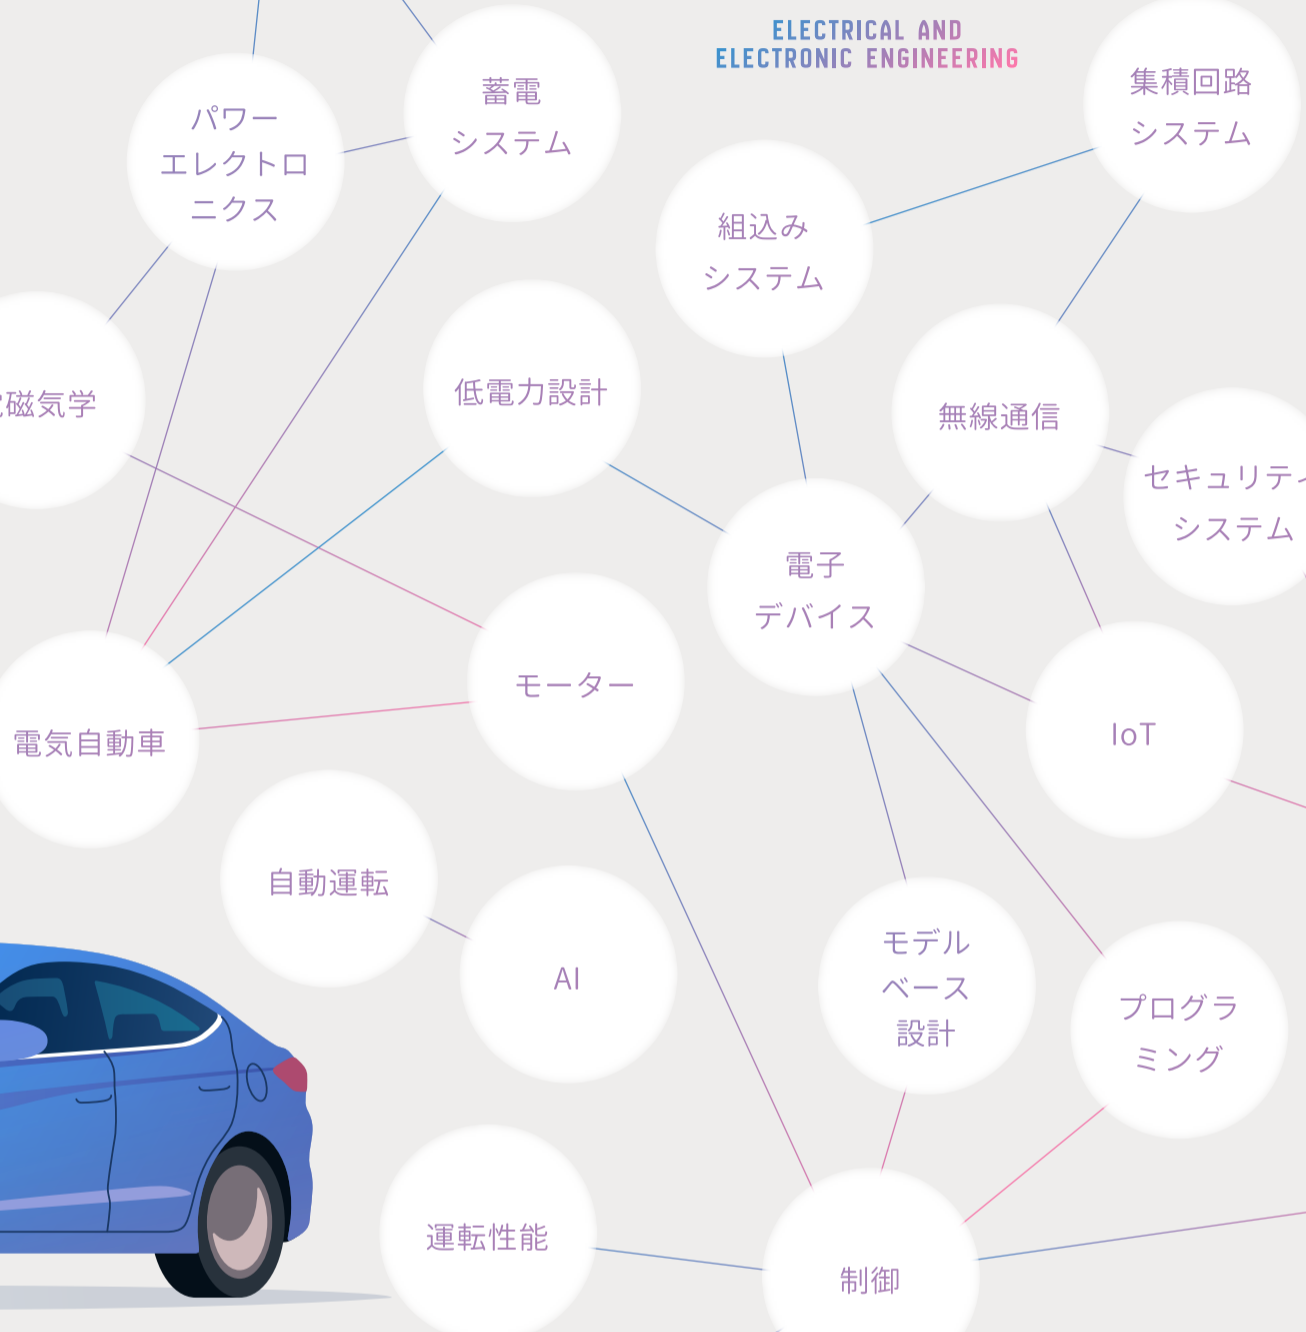 ELECTRICAL AND
ELECTRONIC ENGINEERING
パワー
エレクトロ
ニクス
蓄電
システム
集積回路
システム
組込み
システム
磁気学
低電力設計
無線通信
セキュリティ
システム
電子
デバイス
電気自動車
モーター
IoT
自動運転
AI
モデル
ベース
設計
プログラ
ミング
運転性能
制御